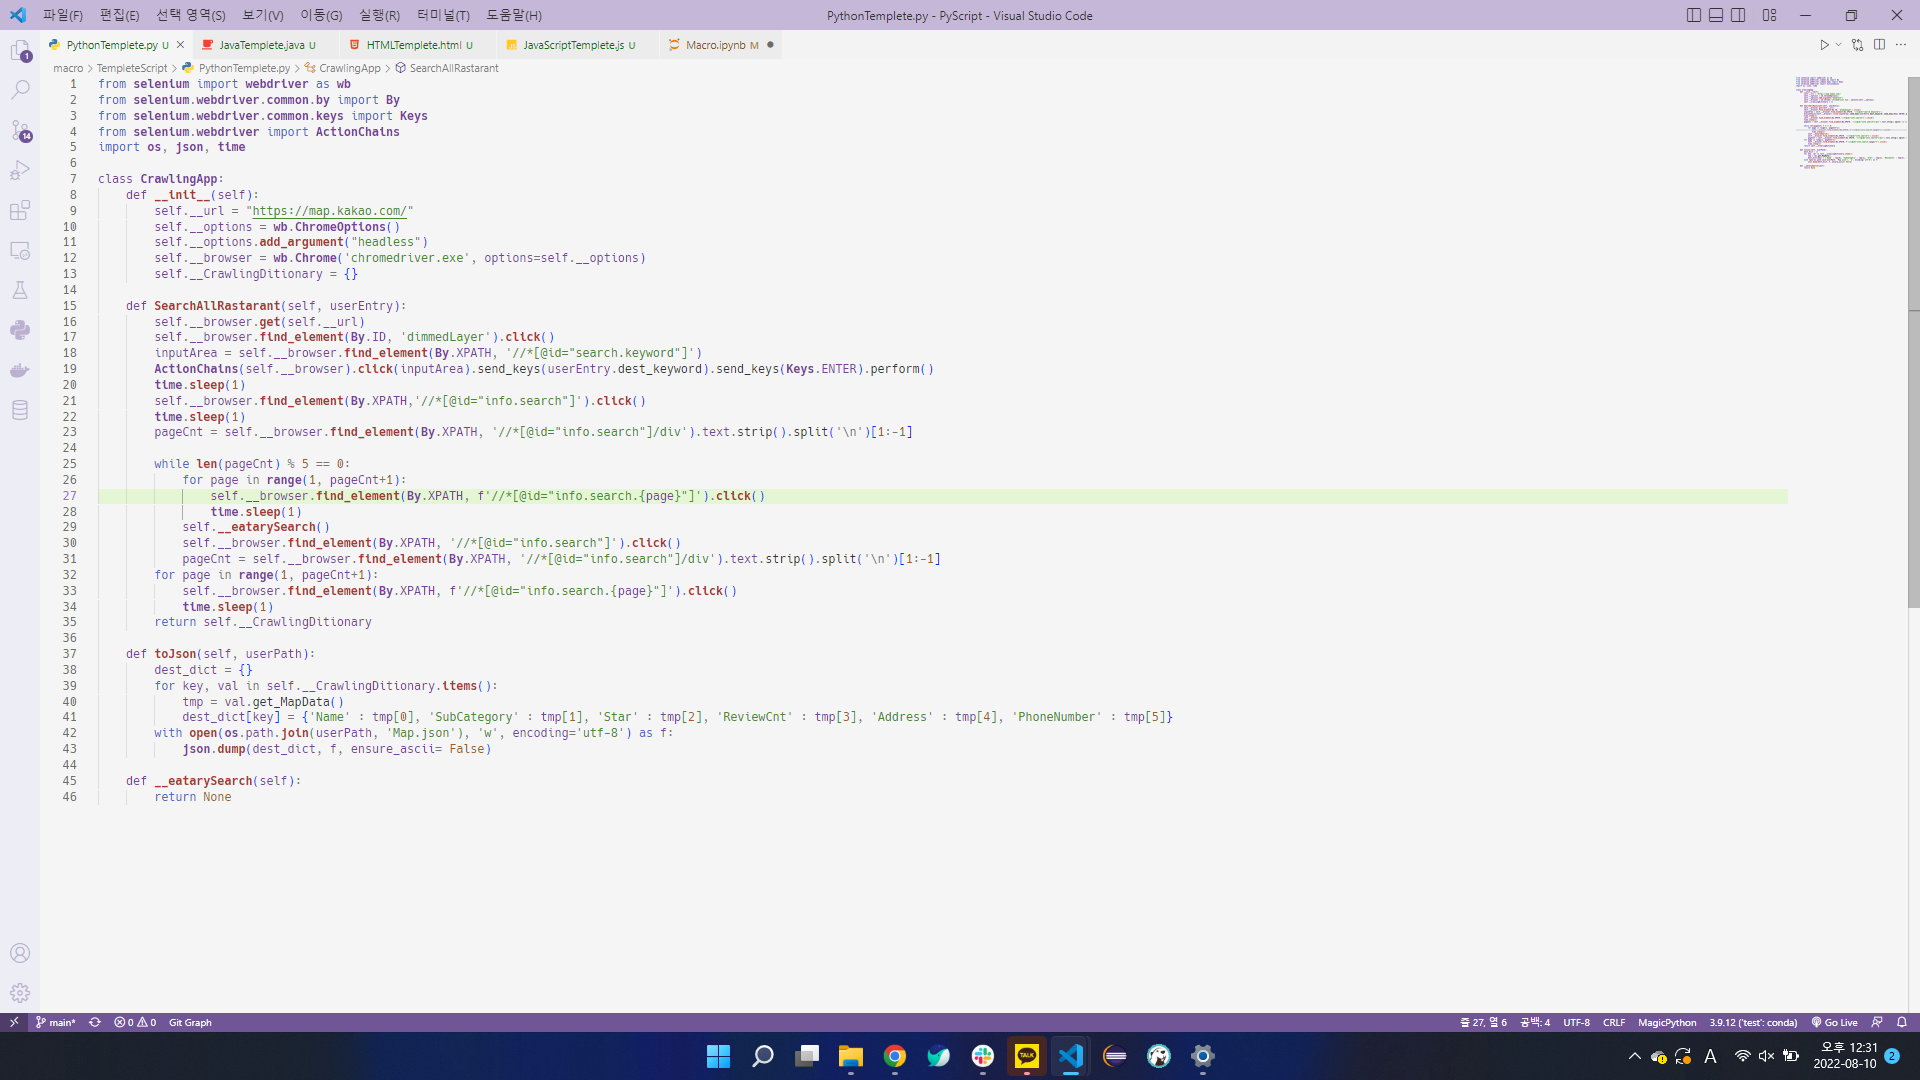 파일(F) 편집(E) 선택 영역(S) 보기(V) 이동(G) 실행(R) 터미널(T) 도움말(H) PythonTemplete.py - PyScript - Visual Studio Code
PythonTemplete.py U JavaTemplete.java U HTMLTemplete.html U JavaScriptTemplete.js U Macro.ipynb M
macro > TempleteScript > PythonTemplete.py > CrawlingApp > SearchAllRastarant
1 from selenium import webdriver as wb
2 from selenium.webdriver.common.by import By
3 from selenium.webdriver.common.keys import Keys
4 from selenium.webdriver import ActionChains
5 import os, json, time
6
7 class CrawlingApp:
8 def __init__(self):
9 self.__url = "https://map.kakao.com/"
10 self.__options = wb.ChromeOptions()
11 self.__options.add_argument("headless")
12 self.__browser = wb.Chrome('chromedriver.exe', options=self.__options)
13 self.__CrawlingDitionary = {}
14
15 def SearchAllRastarant(self, userEntry):
16 self.__browser.get(self.__url)
17 self.__browser.find_element(By.ID, 'dimmedLayer').click()
18 inputArea = self.__browser.find_element(By.XPATH, '//*[@id="search.keyword"]')
19 ActionChains(self.__browser).click(inputArea).send_keys(userEntry.dest_keyword).send_keys(Keys.ENTER).perform()
20 time.sleep(1)
21 self.__browser.find_element(By.XPATH,'//*[@id="info.search"]').click()
22 time.sleep(1)
23 pageCnt = self.__browser.find_element(By.XPATH, '//*[@id="info.search"]/div').text.strip().split('\n')[1:-1]
24
25 while len(pageCnt) % 5 == 0:
26 for page in range(1, pageCnt+1):
27 self.__browser.find_element(By.XPATH, f'//*[@id="info.search.{page}"]').click()
28 time.sleep(1)
29 self.__eatarySearch()
30 self.__browser.find_element(By.XPATH, '//*[@id="info.search"]').click()
31 pageCnt = self.__browser.find_element(By.XPATH, '//*[@id="info.search"]/div').text.strip().split('\n')[1:-1]
32 for page in range(1, pageCnt+1):
33 self.__browser.find_element(By.XPATH, f'//*[@id="info.search.{page}"]').click()
34 time.sleep(1)
35 return self.__CrawlingDitionary
36
37 def toJson(self, userPath):
38 dest_dict = {}
39 for key, val in self.__CrawlingDitionary.items():
40 tmp = val.get_MapData()
41 dest_dict[key] = {'Name' : tmp[0], 'SubCategory' : tmp[1], 'Star' : tmp[2], 'ReviewCnt' : tmp[3], 'Address' : tmp[4], 'PhoneNumber' : tmp[5]}
42 with open(os.path.join(userPath, 'Map.json'), 'w', encoding='utf-8') as f:
43 json.dump(dest_dict, f, ensure_ascii= False)
44
45 def __eatarySearch(self):
46 return None
1
14
main* 0 0 Git Graph 줄 27, 열 6 공백: 4 UTF-8 CRLF MagicPython 3.9.12 ('test': conda) Go Live
TALK A 오후 12:31
2022-08-10 2